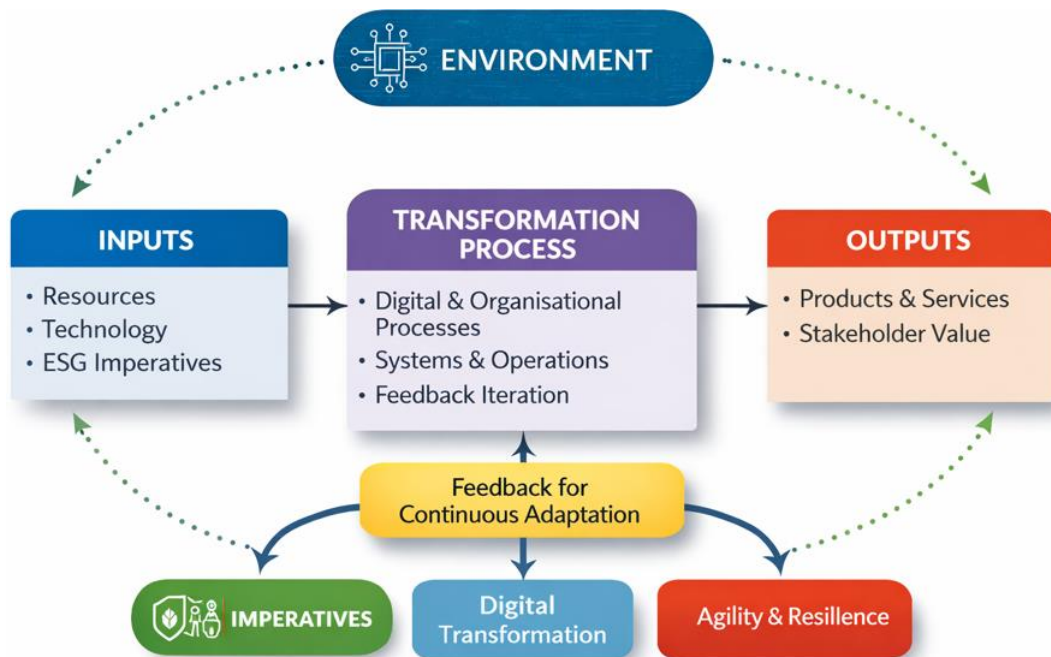 ENVIRONMENT
INPUTS
• Resources
• Technology
• ESG Imperatives
TRANSFORMATION
PROCESS
• Digital & Organisational
Processes
• Systems & Operations
• Feedback Iteration
OUTPUTS
• Products & Services
• Stakeholder Value
Feedback for
Continuous Adaptation
IMPERATIVES
Digital
Transformation
Agility & Resillence